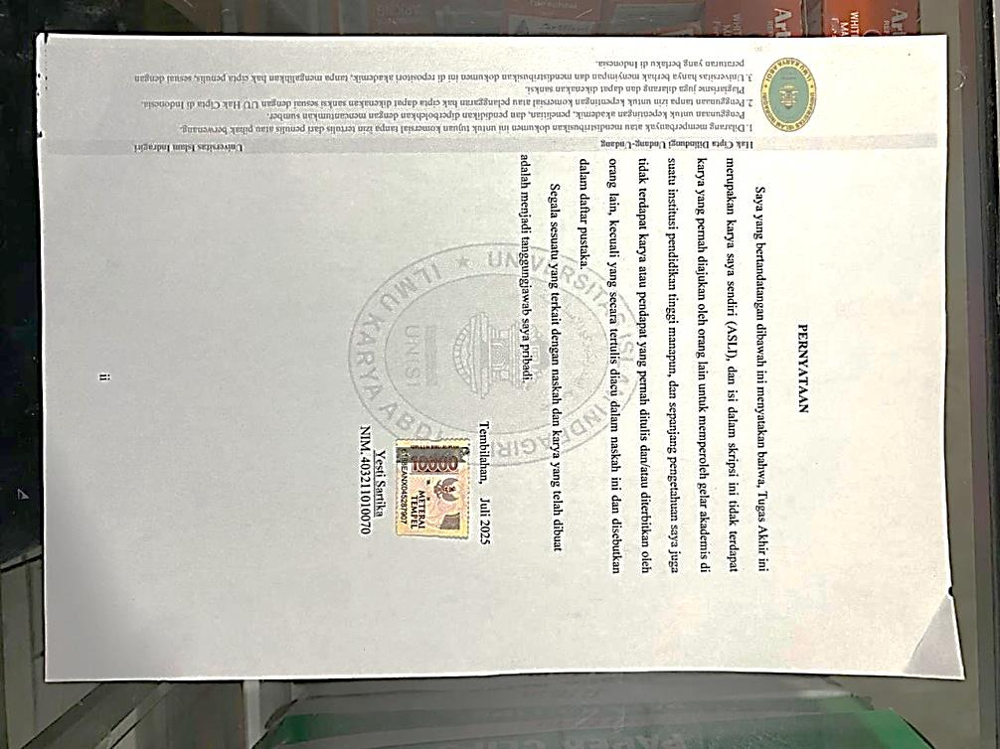 PERNYATAAN
Saya yang bertandatangan dibawah ini menyatakan bahwa, Tugas Akhir ini
merupakan karya saya sendiri (ASLI), dan isi dalam skripsi ini tidak terdapat
karya yang pernah diajukan oleh orang lain untuk memperoleh gelar akademis di
suatu institusi pendidikan tinggi manapun, dan sepanjang pengetahuan saya juga
tidak terdapat karya atau pendapat yang pernah ditulis dan/atau diterbitkan oleh
orang lain, kecuali yang secara tertulis diacu dalam naskah ini dan disebutkan
dalam daftar pustaka.
Segala sesuatu yang terkait dengan naskah dan karya yang telah dibuat
adalah menjadi tanggungjawab saya pribadi.
Tembilahan, Juli 2025
10000
METERAI
TEMPEL
Yesti Sartika
NIM. 403211010070
ii
UNIVERSITAS ISLAM INDRAGIRI
ILMU KARYA ABDI
UNISI
Hak Cipta Dilindungi Undang-Undang
Universitas Islam Indragiri
1. Dilarang memperbanyak atau mendistribusikan dokumen ini untuk tujuan komersial tanpa izin tertulis dari penulis atau pihak berwenang.
Penggunaan untuk kepentingan akademik, penelitian, dan pendidikan diperbolehkan dengan mencantumkan sumber.
2. Penggunaan tanpa izin untuk kepentingan komersial atau pelanggaran hak cipta dapat dikenakan sanksi sesuai dengan UU Hak Cipta di Indonesia.
Plagiarisme juga dilarang dan dapat dikenakan sanksi.
3. Universitas hanya berhak menyimpan dan mendistribusikan dokumen ini di repositori akademik, tanpa mengalihkan hak cipta penulis, sesuai dengan
peraturan yang berlaku di Indonesia.